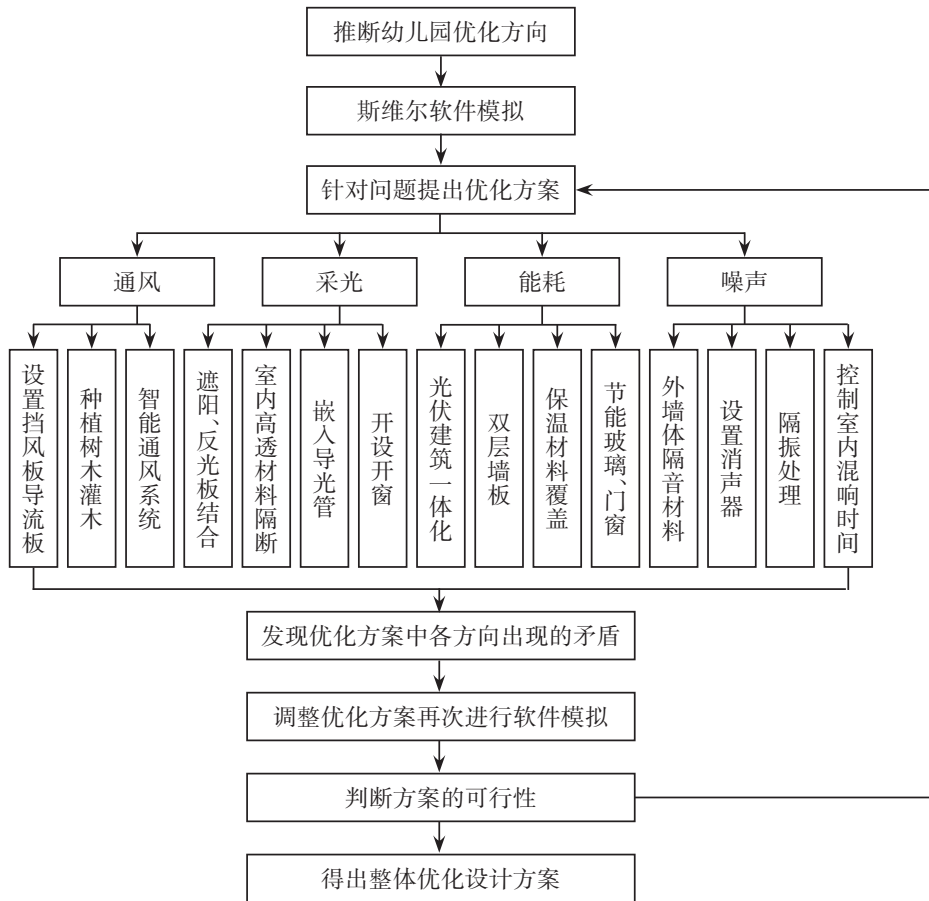 推断幼儿园优化方向
斯维尔软件模拟
针对问题提出优化方案
通风
采光
能耗
噪声
设置挡风板导流板
种植树木灌木
智能通风系统
遮阳、反光板结合
室内高透材料隔断
嵌入导光管
开设开窗
光伏建筑一体化
双层墙板
保温材料覆盖
节能玻璃、门窗
外墙体隔音材料
设置消声器
隔振处理
控制室内混响时间
发现优化方案中各方向出现的矛盾
调整优化方案再次进行软件模拟
判断方案的可行性
得出整体优化设计方案